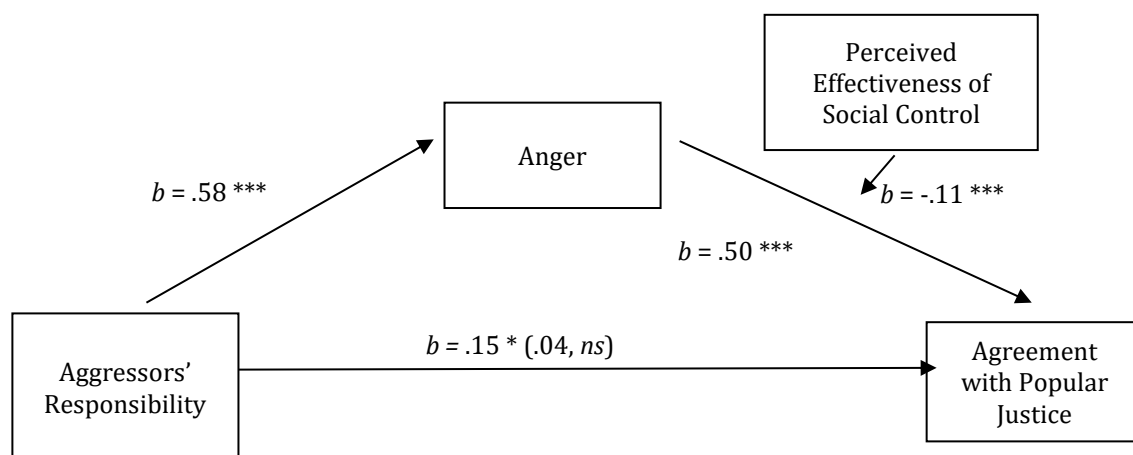 Perceived
Effectiveness of
Social Control
Anger
b = .58 ***
b = -.11 ***
b = .50 ***
b = .15 * (.04, ns)
Aggressors’
Responsibility
Agreement
with Popular
Justice